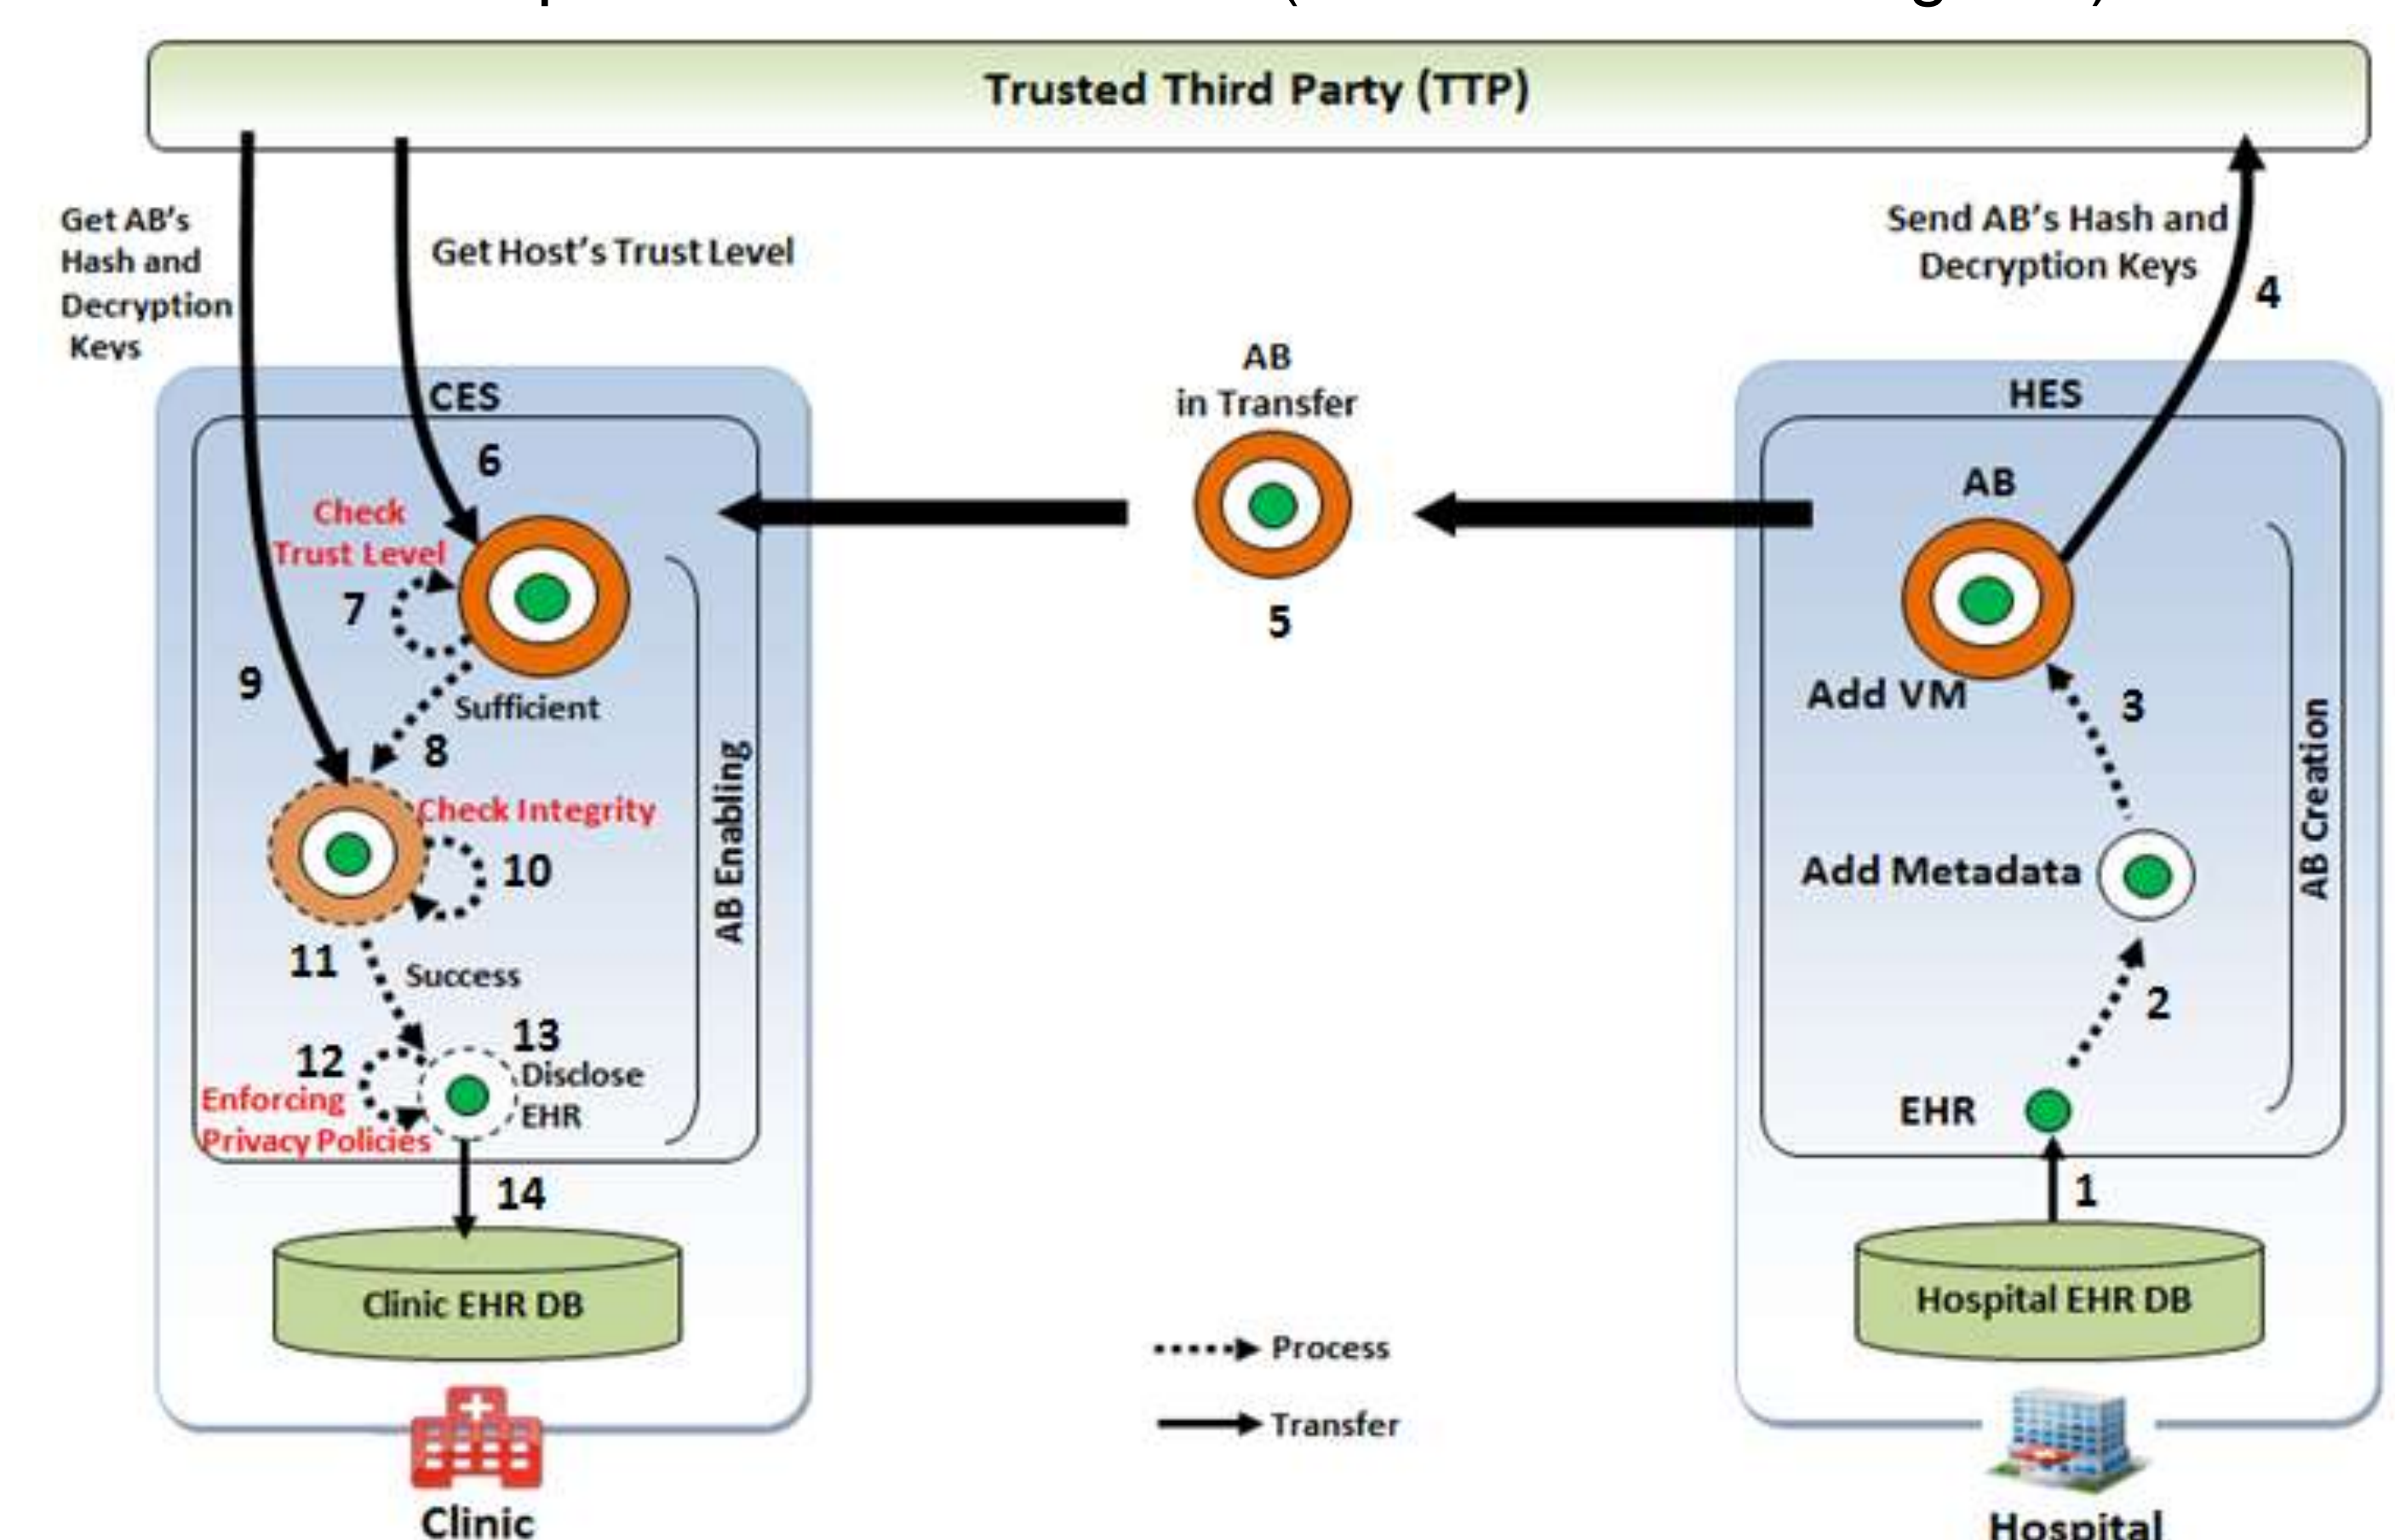 Trusted Third Party (TTP)
Get AB's
Hash and
Decryption
Keys
Get Host's Trust Level
Send AB's Hash and
Decryption Keys
4
AB
in Transfer
5
CES
6
Check
Trust Level
7
9
Sufficient
8
Check Integrity
10
11
Success
12
13
Disclose
EHR
Enforcing
Privacy Policies
AB Enabling
14
Clinic EHR DB
Clinic
HES
AB
Add VM
3
Add Metadata
2
EHR
AB Creation
1
Hospital EHR DB
Hospital
Process
Transfer